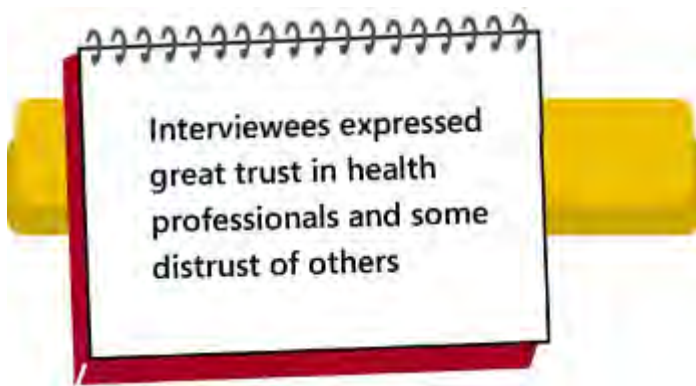 Interviewees expressed
great trust in health
professionals and some
distrust of others